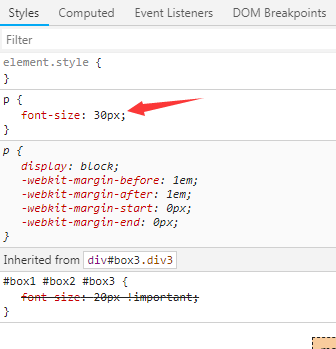 Styles Computed Event Listeners DOM Breakpoints
Filter
element.style {
}
p {
font-size: 30px;
}
p {
display: block;
-webkit-margin-before: 1em;
-webkit-margin-after: 1em;
-webkit-margin-start: 0px;
-webkit-margin-end: 0px;
}
Inherited from div#box3.div3
#box1 #box2 #box3 {
font-size: 20px !important;
}